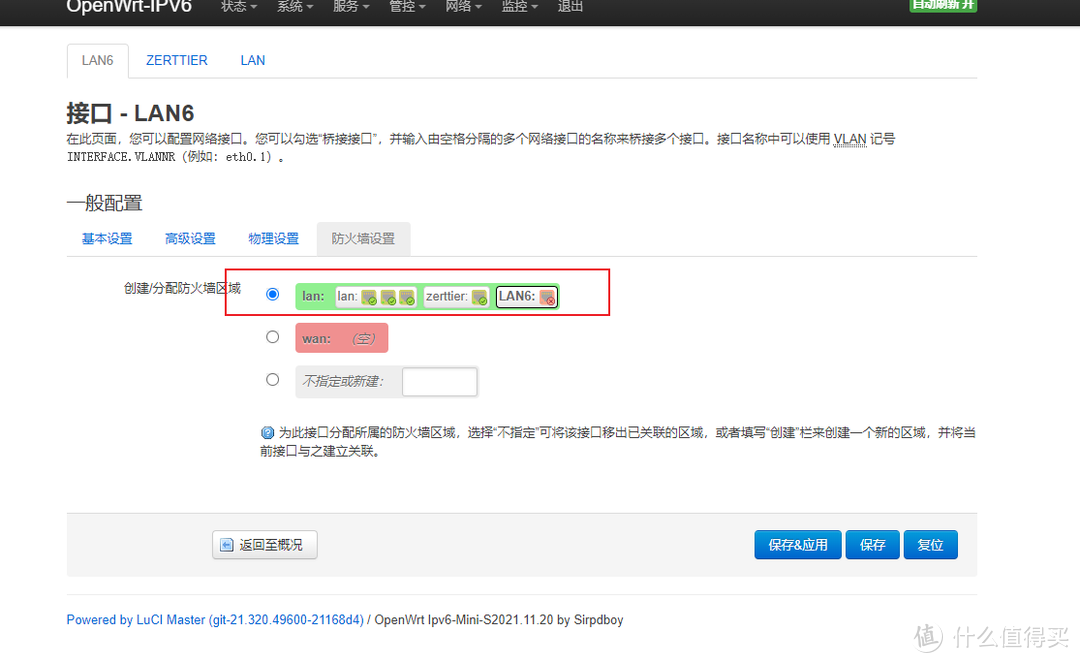 OpenWrt-IPV6 状态 系统 服务 管控 网络 监控 退出 自动刷新 开
LAN6 ZERTTIER LAN
接口 - LAN6
在此页面，您可以配置网络接口。您可以勾选“桥接接口”，并输入由空格分隔的多个网络接口的名称来桥接多个接口。接口名称中可以使用 VLAN 记号
INTERFACE.VLANNR（例如：eth0.1）。
一般配置
基本设置 高级设置 物理设置 防火墙设置
创建/分配防火墙区域
lan: lan: zerttier: LAN6:
wan: (空)
不指定或新建:
为此接口分配所属的防火墙区域，选择“不指定”可将该接口移出已关联的区域，或者填写“创建”栏来创建一个新的区域，并将当
前接口与之建立关联。
返回至概况 保存&应用 保存 复位
Powered by LuCI Master (git-21.320.49600-21168d4) / OpenWrt Ipv6-Mini-S2021.11.20 by Sirpdboy
值 什么值得买